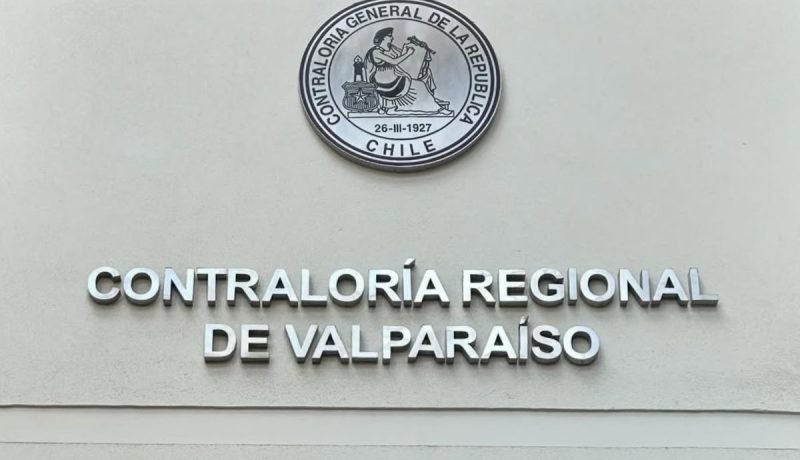 CONTRALORIA GENERAL DE LA REPUBLICA
26-III-1927
CHILE
CONTRALORÍA REGIONAL
DE VALPARAÍSO